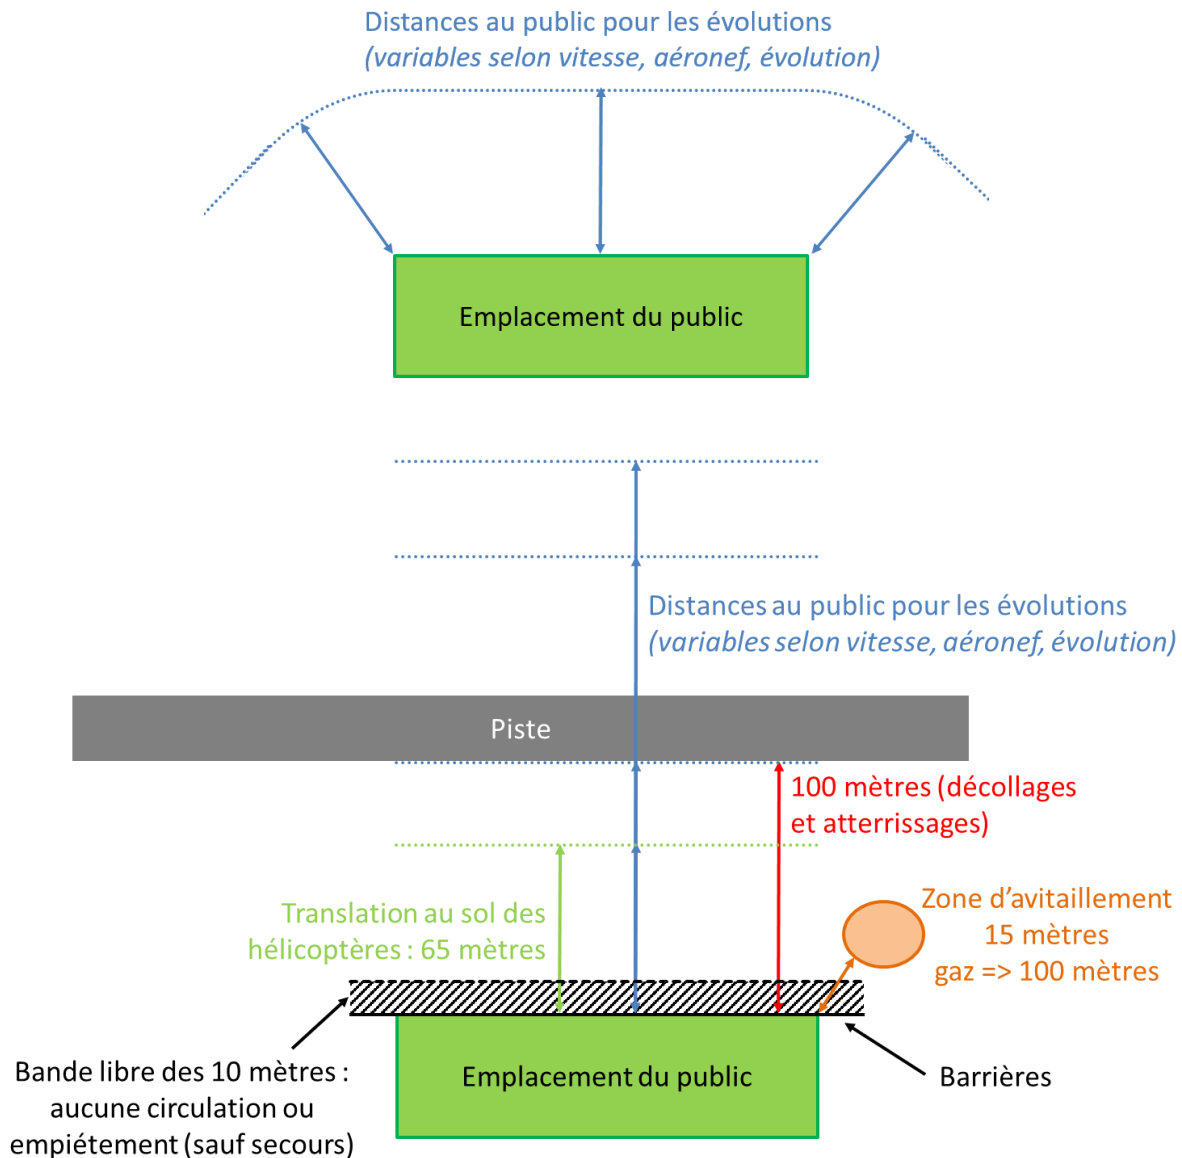 Distances au public pour les évolutions
(variables selon vitesse, aéronef, évolution)
Emplacement du public
Distances au public pour les évolutions
(variables selon vitesse, aéronef, évolution)
Piste
100 mètres (décollages
et atterrissages)
Translation au sol des
hélicoptères : 65 mètres
Zone d'avitaillement
15 mètres
gaz => 100 mètres
Bande libre des 10 mètres :
aucune circulation ou
empiétement (sauf secours)
Emplacement du public
Barrières